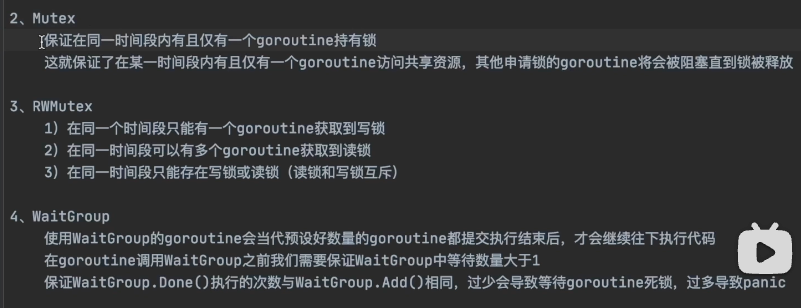 2、Mutex
保证在同一时间段内有且仅有一个goroutine持有锁
这就保证了在某一时间段内有且仅有一个goroutine访问共享资源，其他申请锁的goroutine将会被阻塞直到锁被释放
3、RWMutex
1）在同一个时间段只能有一个goroutine获取到写锁
2）在同一时间段可以有多个goroutine获取到读锁
3）在同一时间段只能存在写锁或读锁（读锁和写锁互斥）
4、WaitGroup
使用WaitGroup的goroutine会当代预设好数量的goroutine都提交执行结束后，才会继续往下执行代码
在goroutine调用WaitGroup之前我们需要保证WaitGroup中等待数量大于1
保证WaitGroup.Done()执行的次数与WaitGroup.Add()相同，过少会导致等待goroutine死锁，过多导致panic